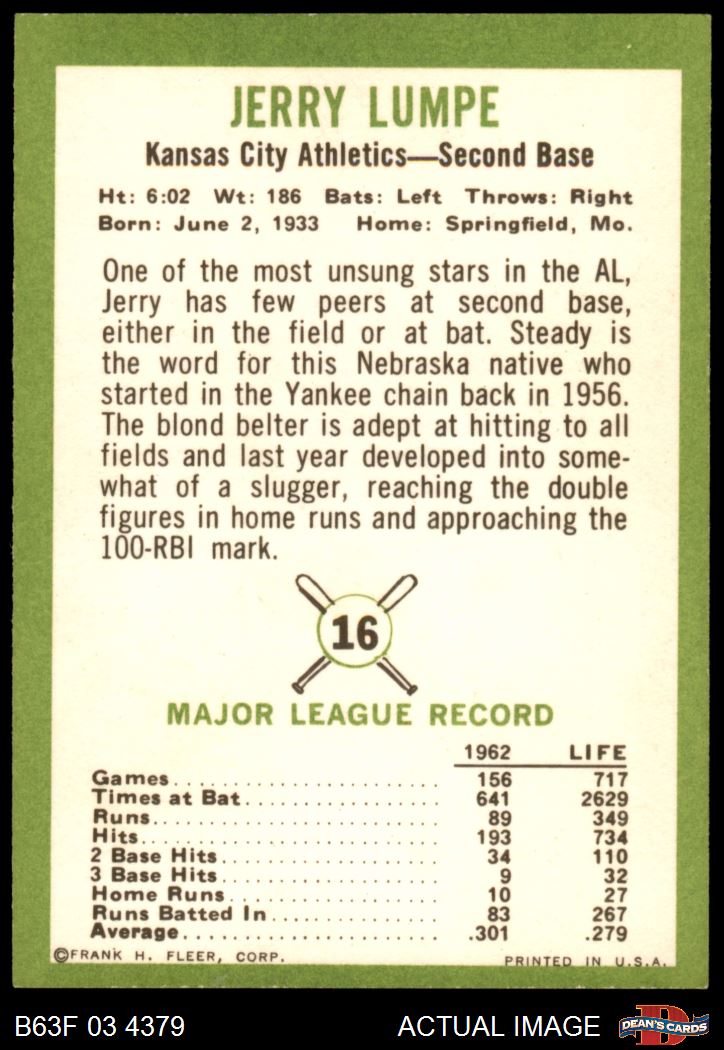 JERRY LUMPE
Kansas City Athletics—Second Base
Ht: 6:02 Wt: 186 Bats: Left Throws: Right
Born: June 2, 1933 Home: Springfield, Mo.
One of the most unsung stars in the AL,
Jerry has few peers at second base,
either in the field or at bat. Steady is
the word for this Nebraska native who
started in the Yankee chain back in 1956.
The blond belter is adept at hitting to all
fields and last year developed into some-
what of a slugger, reaching the double
figures in home runs and approaching the
100-RBI mark.
16
MAJOR LEAGUE RECORD
1962 LIFE
Games 156 717
Times at Bat 641 2629
Runs 89 349
Hits 193 734
2 Base Hits 34 110
3 Base Hits 9 32
Home Runs 10 27
Runs Batted In 83 267
Average .301 .279
©FRANK H. FLEER, CORP. PRINTED IN U.S.A.
B63F 03 4379 ACTUAL IMAGE D DEAN'S CARDS